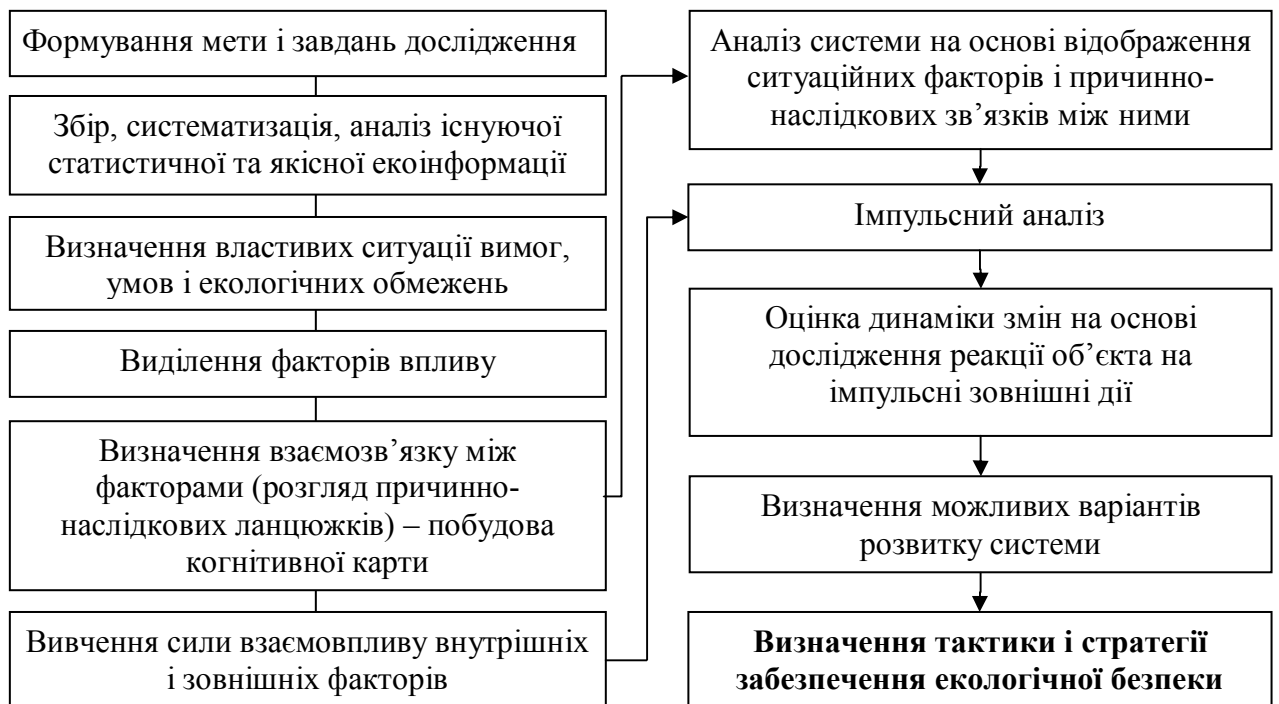 Формування мети і завдань дослідження
Збір, систематизація, аналіз існуючої
статистичної та якісної екоінформації
Визначення властивих ситуації вимог,
умов і екологічних обмежень
Виділення факторів впливу
Визначення взаємозв’язку між
факторами (розгляд причинно-
наслідкових ланцюжків) – побудова
когнітивної карти
Вивчення сили взаємовпливу внутрішніх
і зовнішніх факторів
Аналіз системи на основі відображення
ситуаційних факторів і причинно-
наслідкових зв’язків між ними
Імпульсний аналіз
Оцінка динаміки змін на основі
дослідження реакції об’єкта на
імпульсні зовнішні дії
Визначення можливих варіантів
розвитку системи
Визначення тактики і стратегії
забезпечення екологічної безпеки